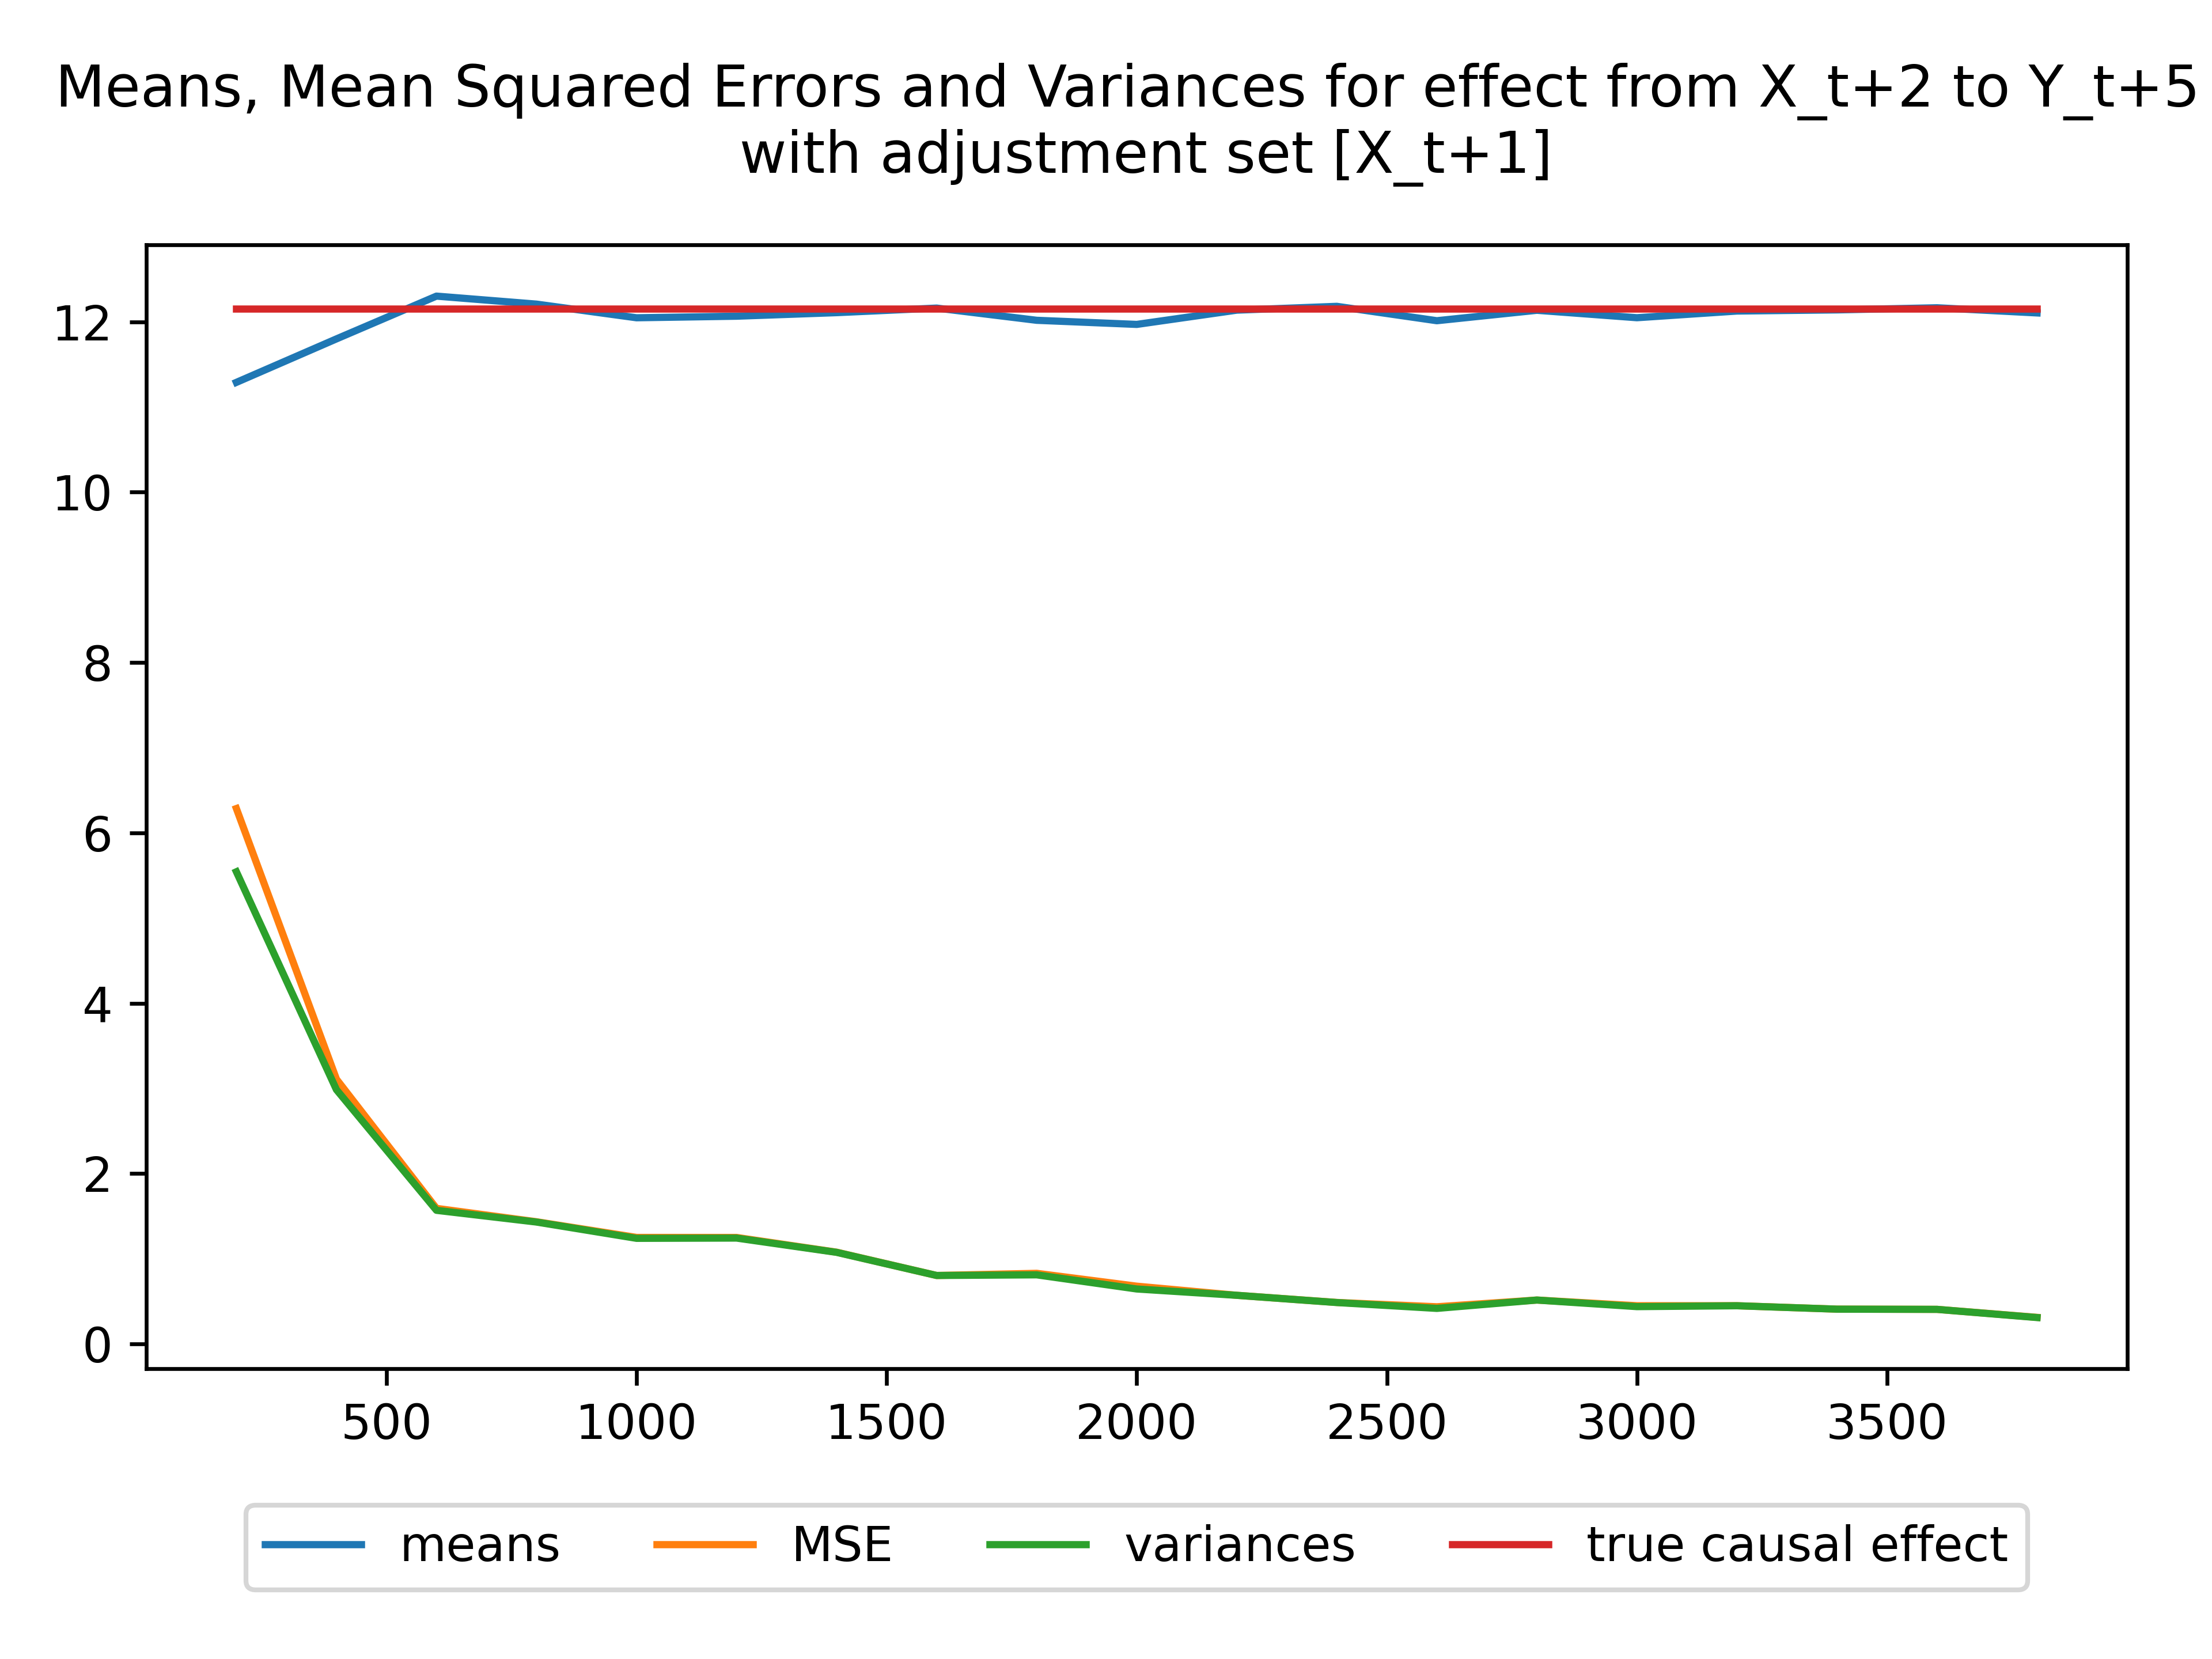 Means, Mean Squared Errors and Variances for effect from X_t+2 to Y_t+5
with adjustment set [X_t+1]
12
10
8
6
4
2
0
500 1000 1500 2000 2500 3000 3500
means MSE variances true causal effect